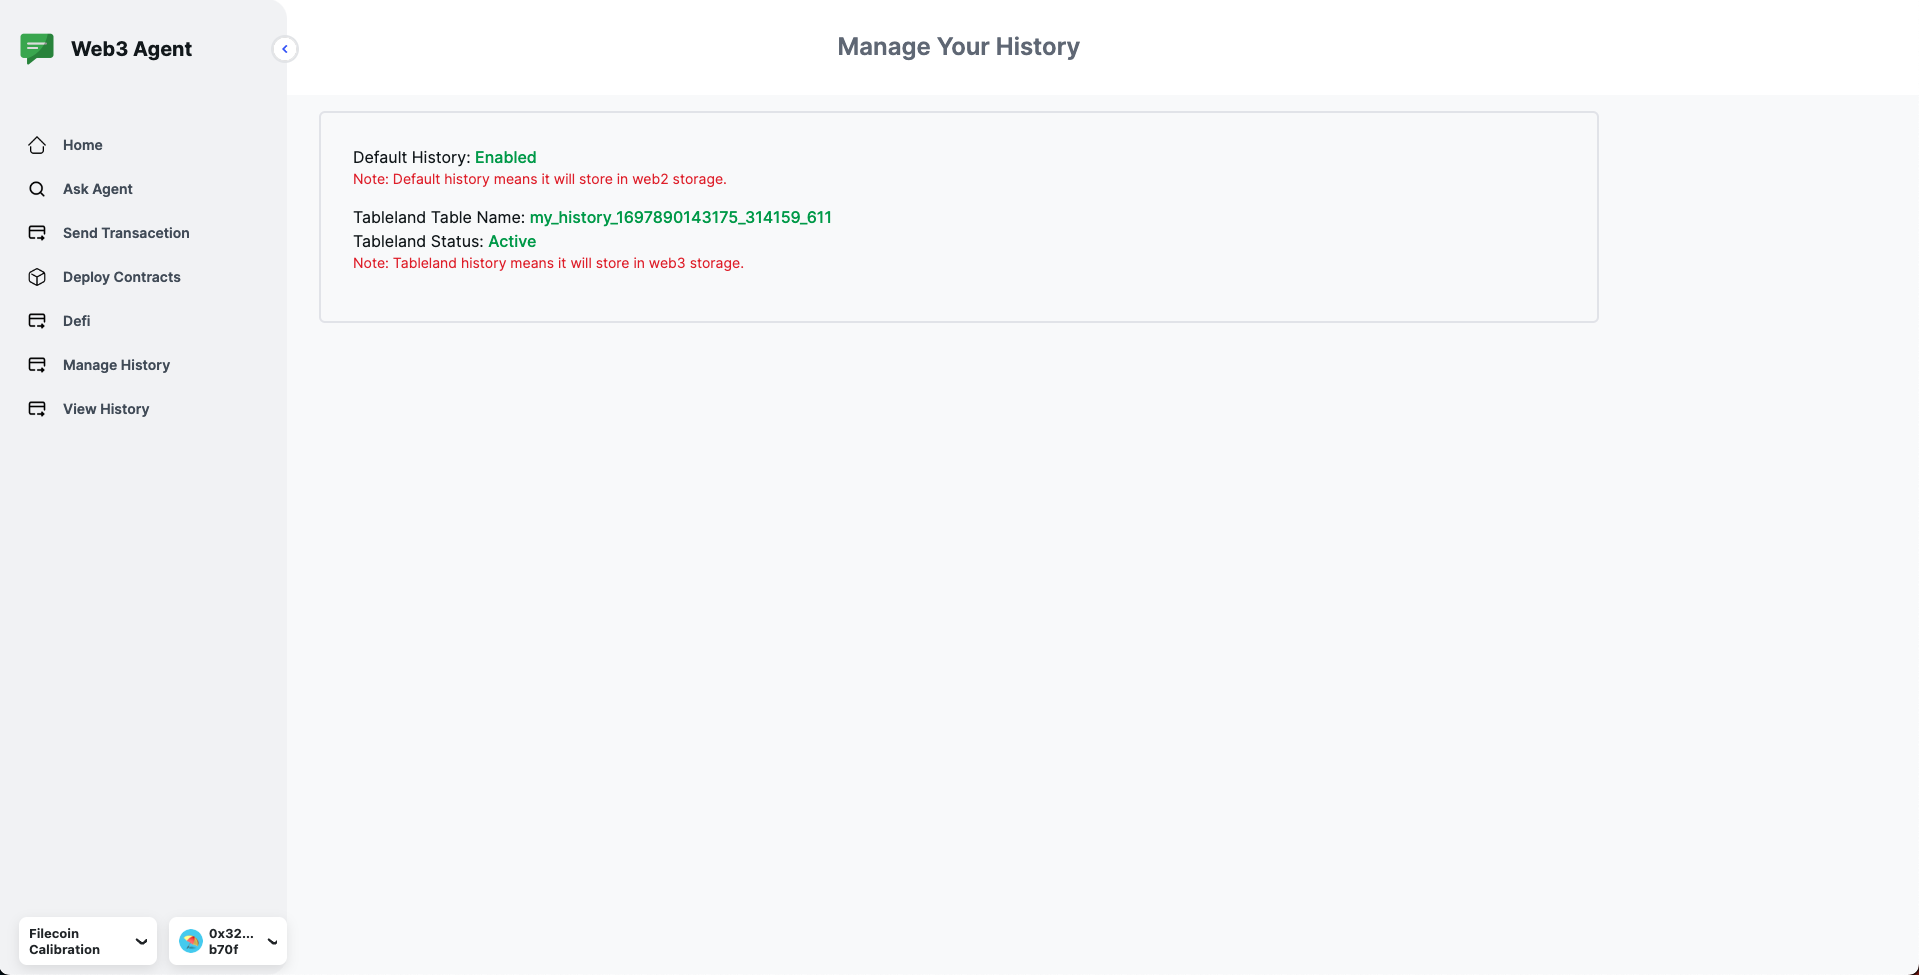 Web3 Agent
Manage Your History
Home
Ask Agent
Send Transacetion
Deploy Contracts
Defi
Manage History
View History
Default History: Enabled
Note: Default history means it will store in web2 storage.
Tableland Table Name: my_history_1697890143175_314159_611
Tableland Status: Active
Note: Tableland history means it will store in web3 storage.
Filecoin
Calibration
0x32...
b70f